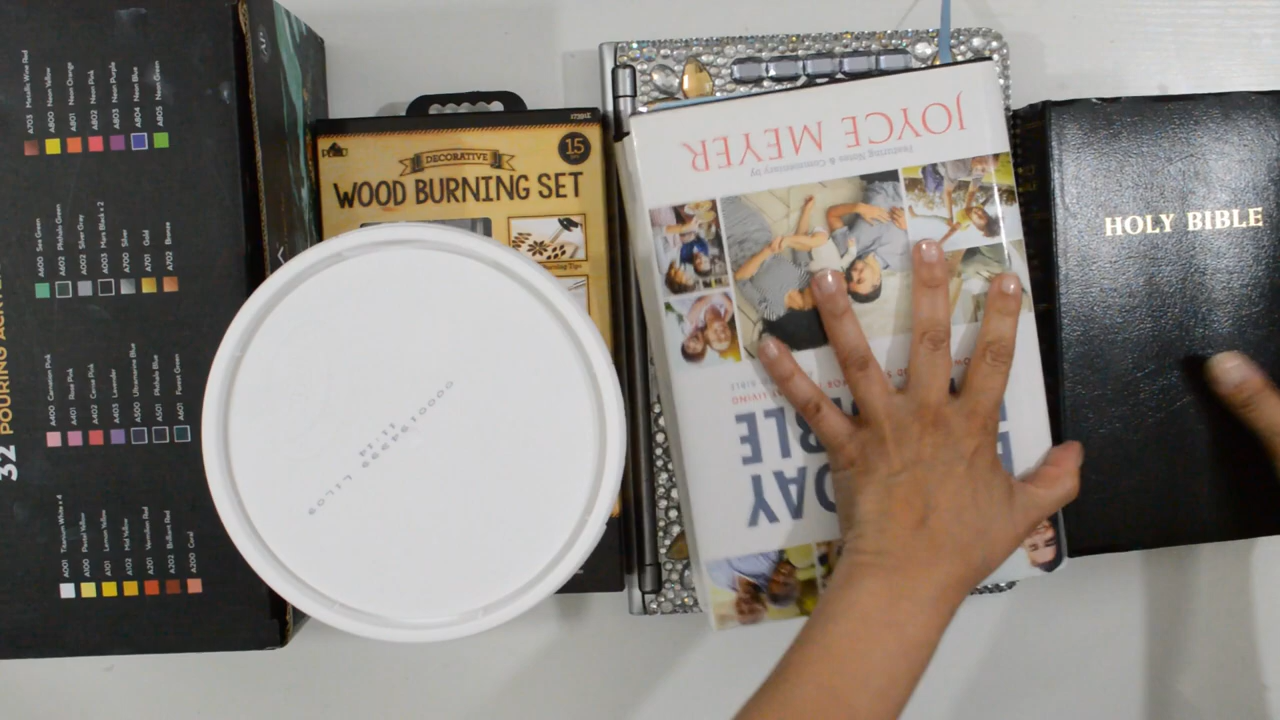 32 POURING ACRYLIC
A703 Metallic Wine Red
A800 Neon Yellow
A801 Neon Orange
A802 Neon Pink
A803 Neon Purple
A804 Neon Blue
A805 Neon Green
A600 Sea Green
A602 Phthalo Green
A002 Silver Gray
A003 Mars Black x 2
A700 Silver
A701 Gold
A702 Bronze
A400 Carnation Pink
A401 Rose Pink
A402 Cerise Pink
A403 Lavender
A500 Ultramarine Blue
A501 Phthalo Blue
A601 Forest Green
A001 Titanium White x 4
A100 Pastel Yellow
A101 Lemon Yellow
A102 Mid Yellow
A201 Vermilion Red
A202 Brilliant Red
A200 Coral
DECORATIVE
WOOD BURNING SET
15
JOYCE MEYER
Featuring Notes & Commentary by
DAY
HOLY BIBLE